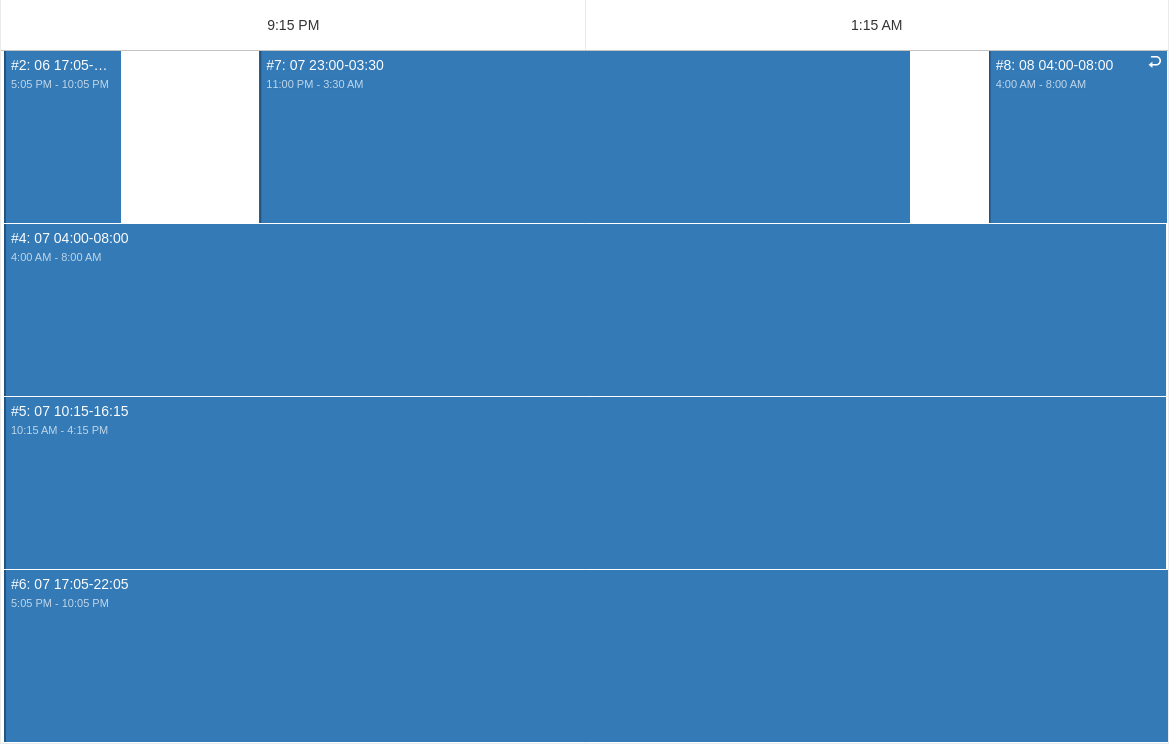 9:15 PM
1:15 AM
#2: 06 17:05-…
5:05 PM - 10:05 PM
#7: 07 23:00-03:30
11:00 PM - 3:30 AM
#8: 08 04:00-08:00
4:00 AM - 8:00 AM
#4: 07 04:00-08:00
4:00 AM - 8:00 AM
#5: 07 10:15-16:15
10:15 AM - 4:15 PM
#6: 07 17:05-22:05
5:05 PM - 10:05 PM